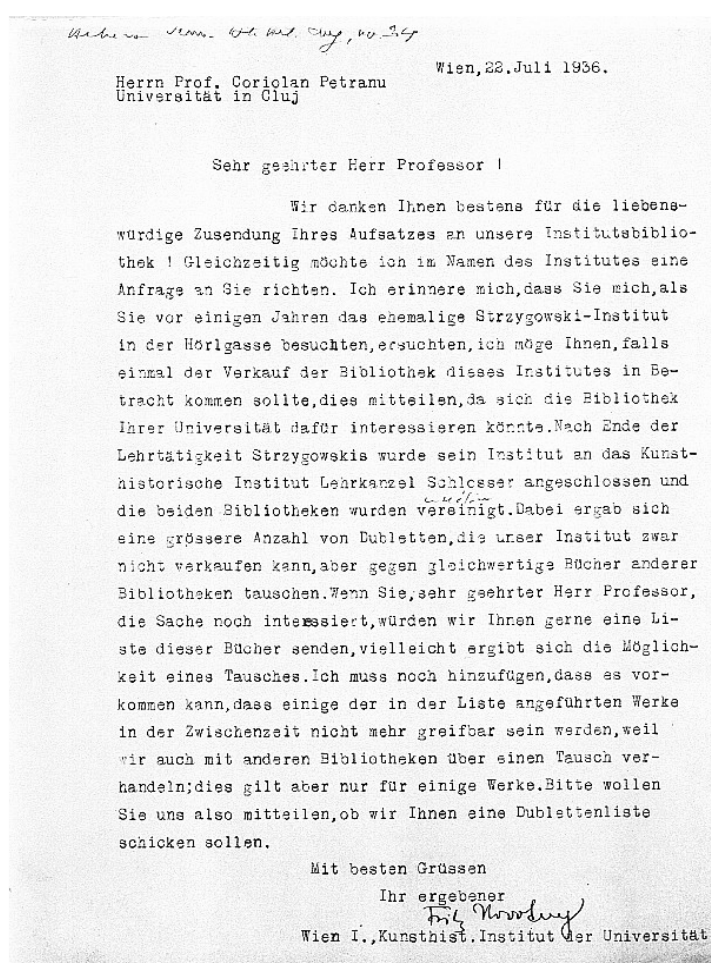 Wien,22.Juli 1936.
Herrn Prof. Coriolan Petranu
Universität in Cluj
Sehr geehrter Herr Professor !
Wir danken Ihnen bestens für die liebens-
würdige Zusendung Ihres Aufsatzes an unsere Institutsbiblio-
thek ! Gleichzeitig möchte ich im Namen des Institutes eine
Anfrage an Sie richten. Ich erinnere mich,dass Sie mich,als
Sie vor einigen Jahren das ehemalige Strzygowski-Institut
in der Hörlgasse besuchten,ersuchten,ich möge Ihnen,falls
einmal der Verkauf der Bibliothek dieses Institutes in Be-
tracht kommen sollte,dies mitteilen,da sich die Bibliothek
Ihrer Universität dafür interessieren könnte.Nach Ende der
Lehrtätigkeit Strzygowskis wurde sein Institut an das Kunst-
historische Institut Lehrkanzel Schlosser angeschlossen und
die beiden Bibliotheken wurden vereinigt.Dabei ergab sich
eine grössere Anzahl von Dubletten,die unser Institut zwar
nicht verkaufen kann,aber gegen gleichwertige Bücher anderer
Bibliotheken tauschen.Wenn Sie,sehr geehrter Herr Professor,
die Sache noch interessiert,würden wir Ihnen gerne eine Li-
ste dieser Bücher senden,vielleicht ergibt sich die Möglich-
keit eines Tausches.Ich muss noch hinzufügen,dass es vor-
kommen kann,dass einige der in der Liste angeführten Werke
in der Zwischenzeit nicht mehr greifbar sein werden,weil
wir auch mit anderen Bibliotheken über einen Tausch ver-
handeln;dies gilt aber nur für einige Werke.Bitte wollen
Sie uns also mitteilen,ob wir Ihnen eine Dublettenliste
schicken sollen.
Mit besten Grüssen
Ihr ergebener
Fritz Novotny
Wien I.,Kunsthist.Institut der Universität